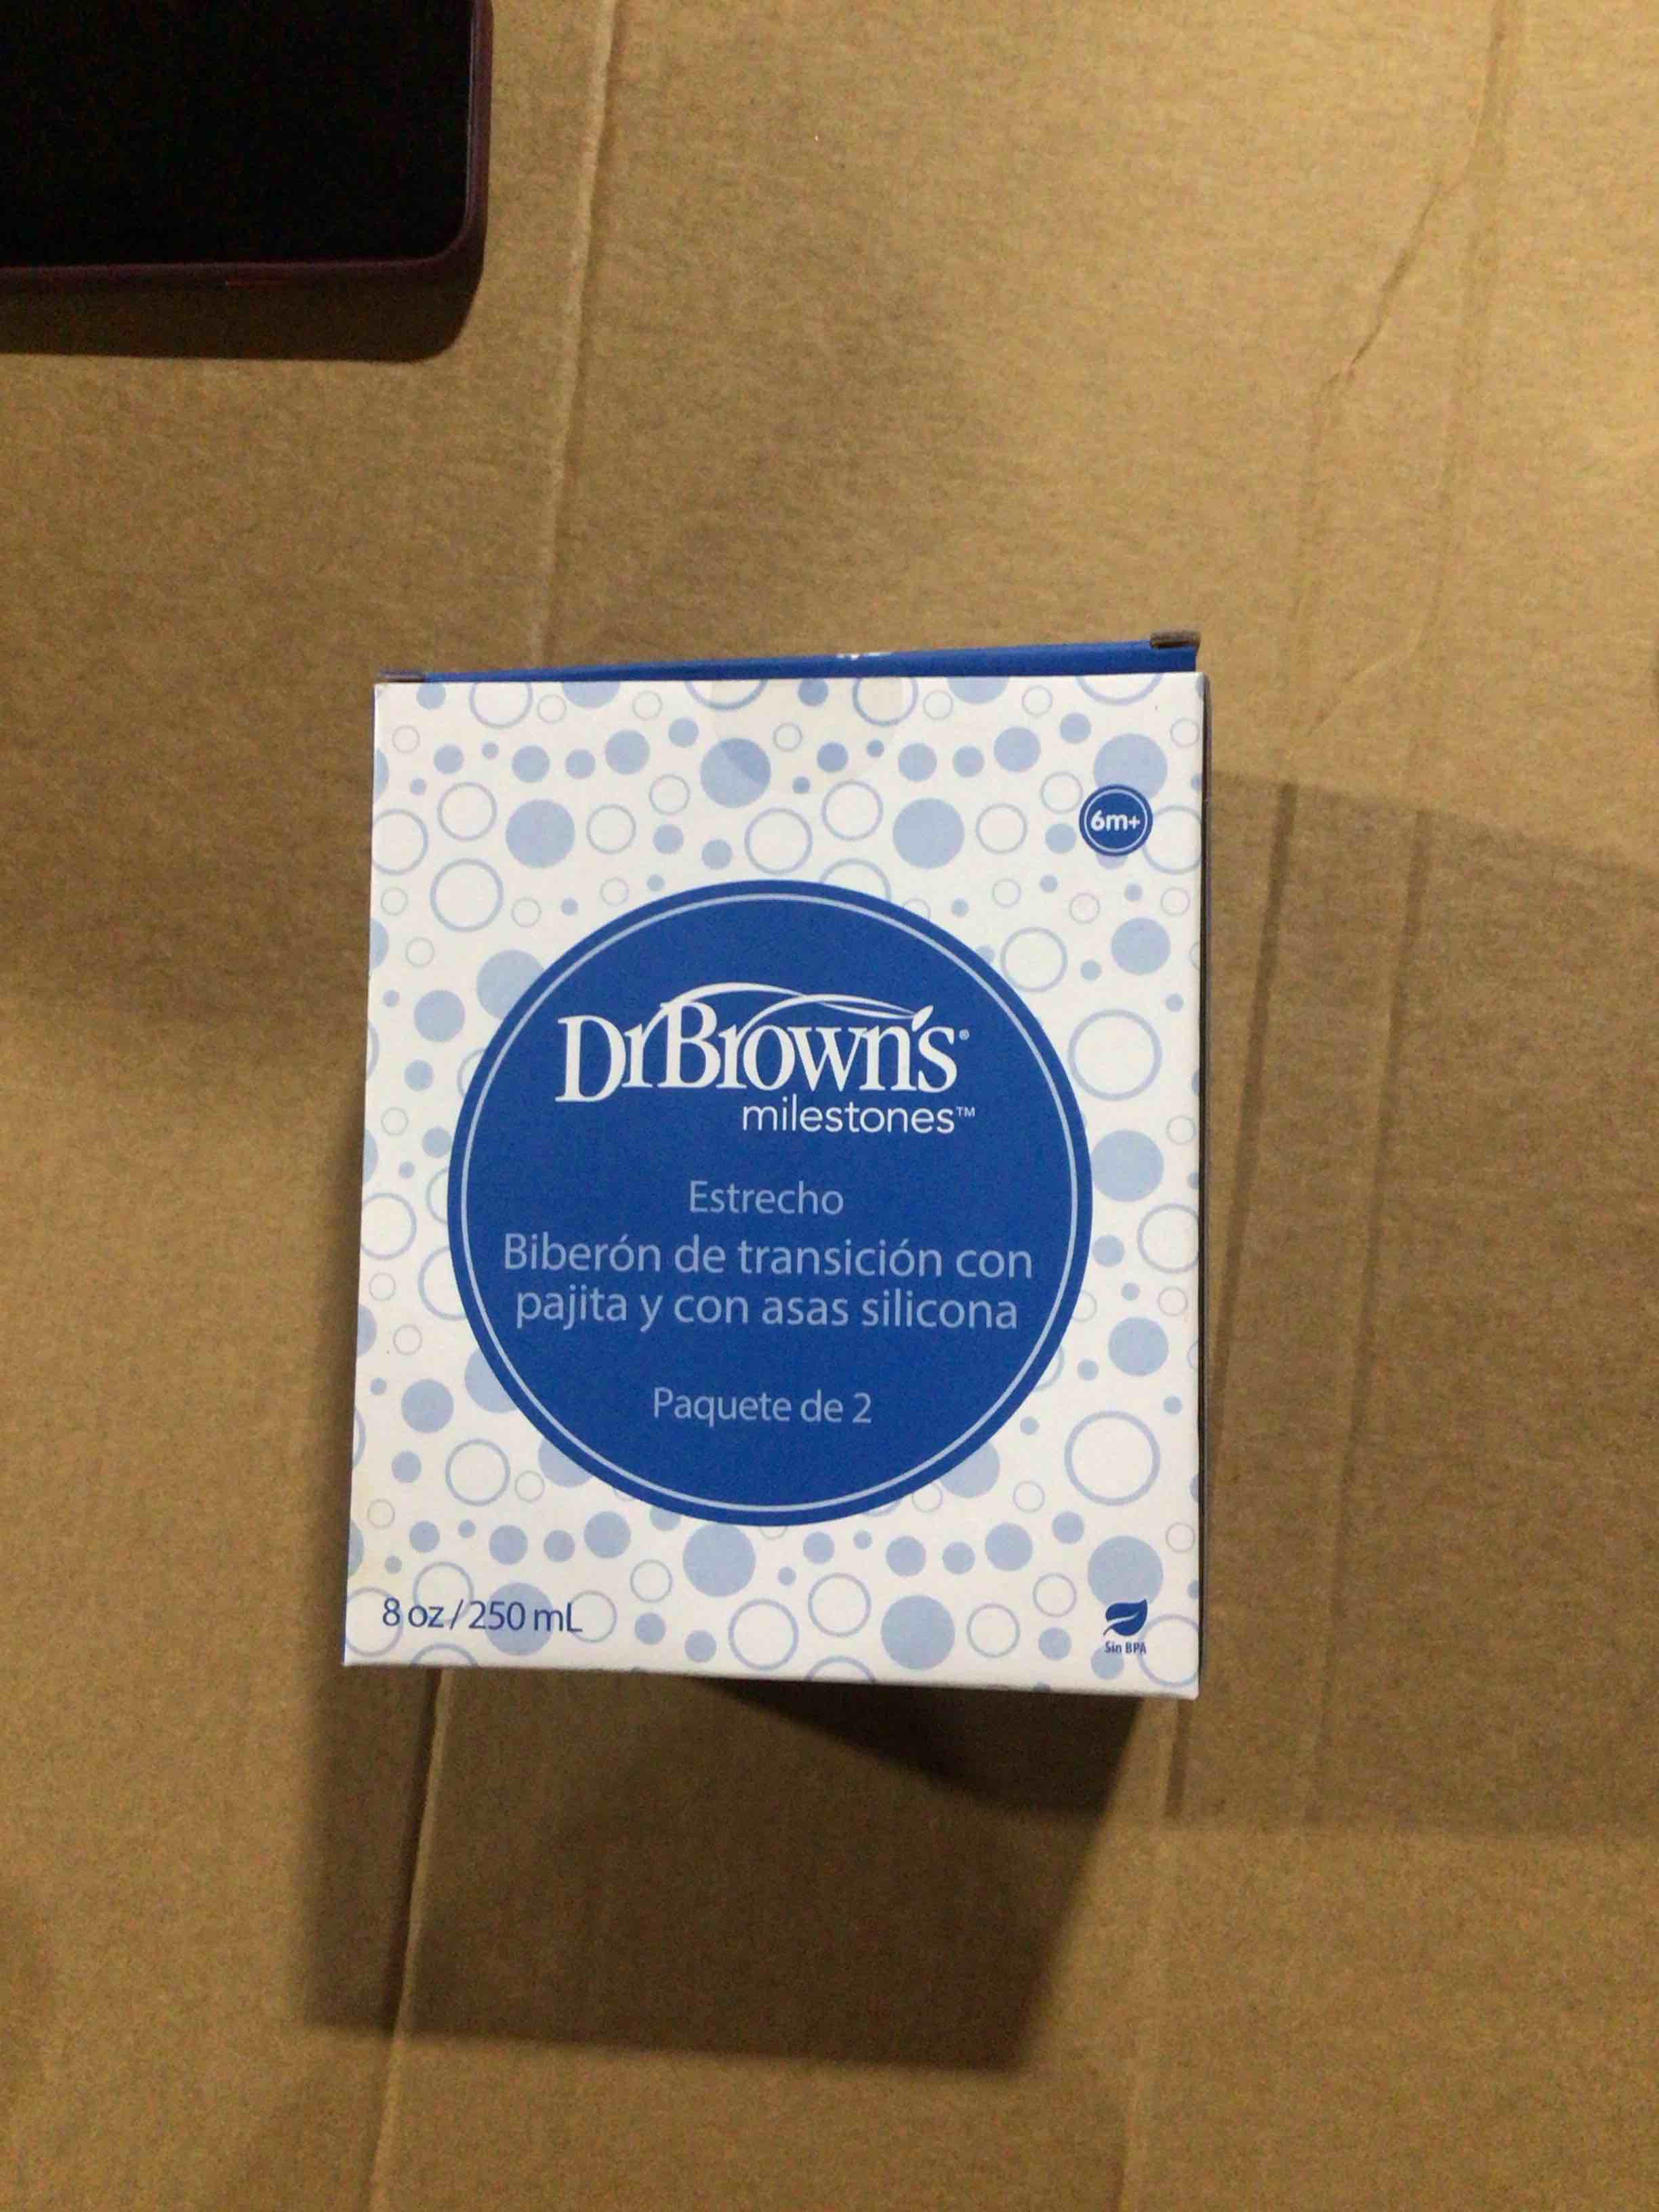 6m+
DrBrown's®
milestones™
Estrecho
Biberón de transición con
pajita y con asas silicona
Paquete de 2
8 oz / 250 mL
Sin BPA